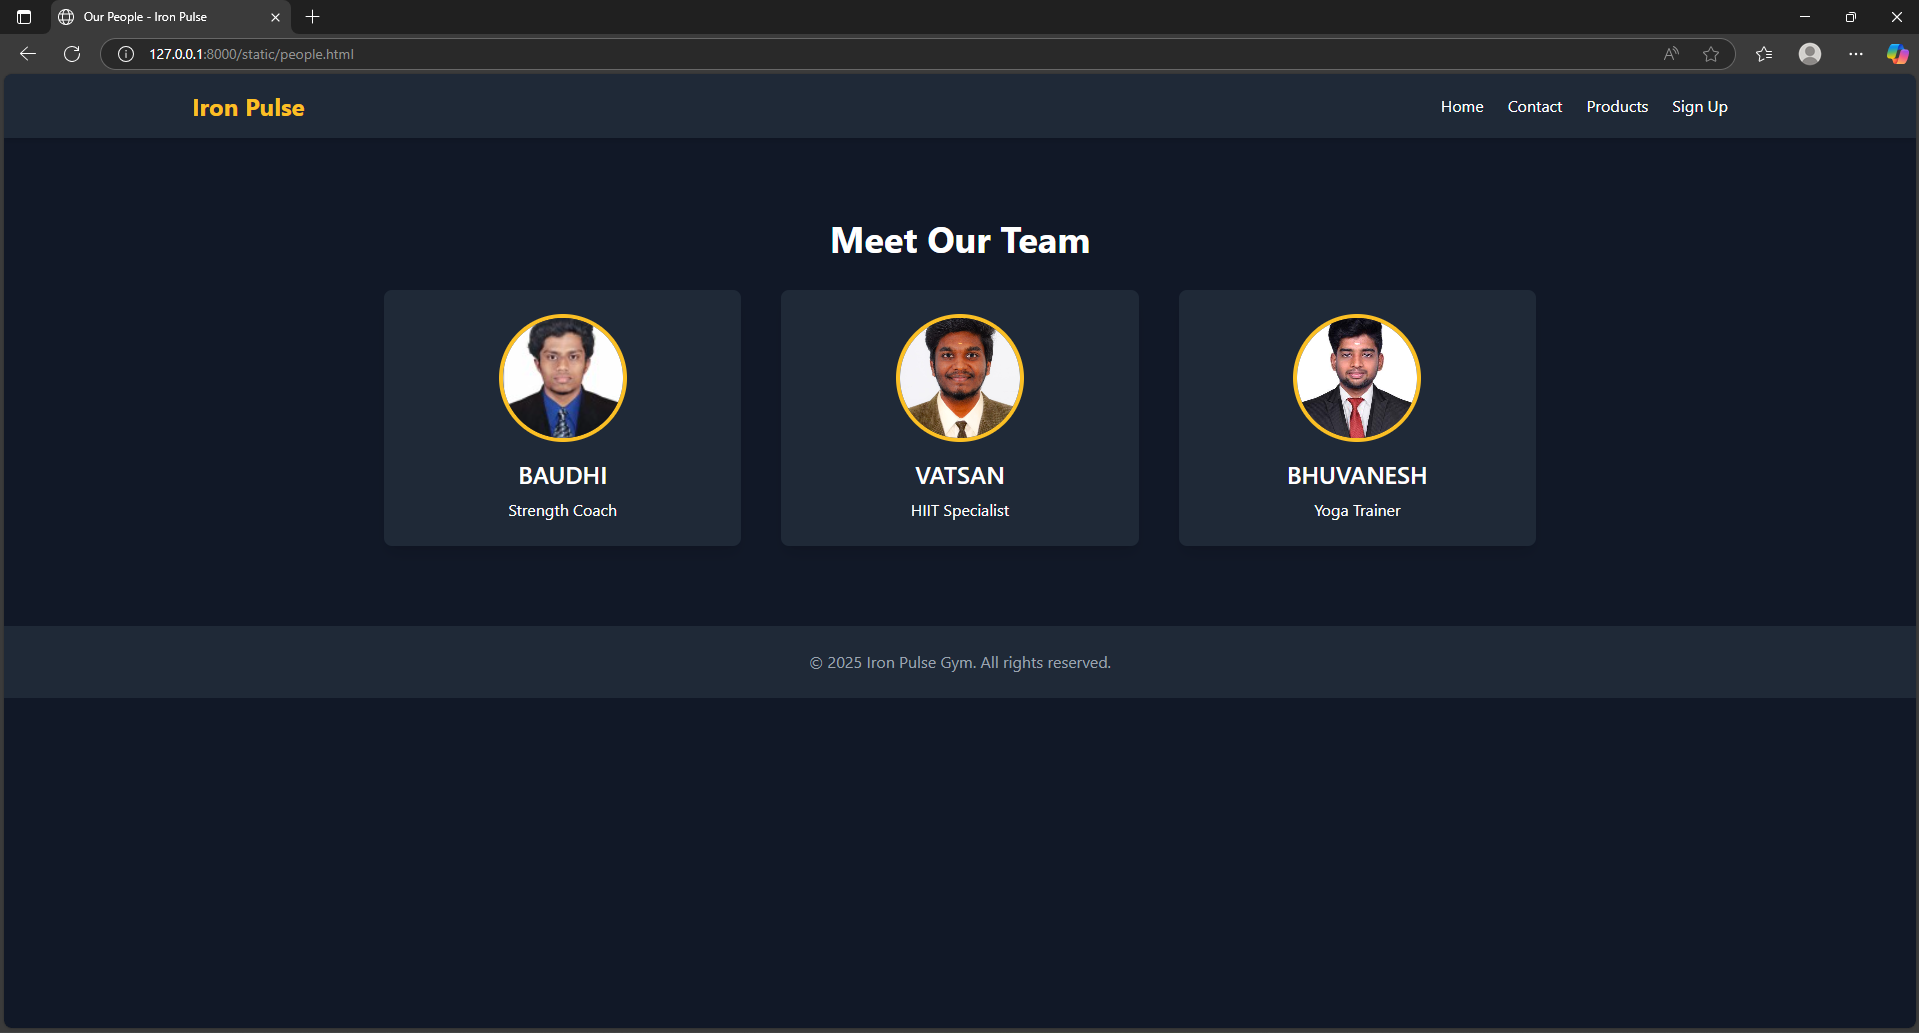 Our People - Iron Pulse
127.0.0.1:8000/static/people.html
Iron Pulse
Home Contact Products Sign Up
Meet Our Team
BAUDHI
Strength Coach
VATSAN
HIIT Specialist
BHUVANESH
Yoga Trainer
© 2025 Iron Pulse Gym. All rights reserved.